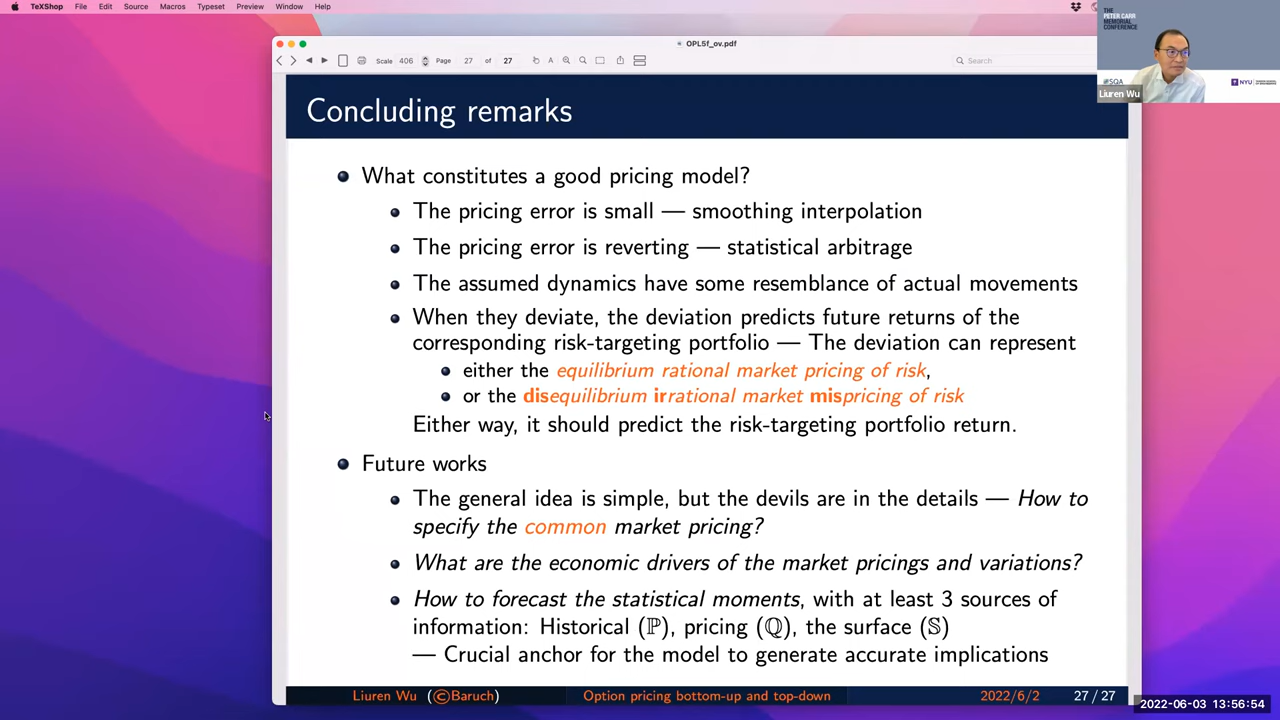 TeXShop File Edit Source Macros Typeset Preview Window Help
THE
PETER CARR
MEMORIAL
CONFERENCE
OPL5f_ov.pdf
Scale 406 Page 27 of 27 Search
SQA NYU
Liuren Wu
Concluding remarks
What constitutes a good pricing model?
The pricing error is small — smoothing interpolation
The pricing error is reverting — statistical arbitrage
The assumed dynamics have some resemblance of actual movements
When they deviate, the deviation predicts future returns of the
corresponding risk-targeting portfolio — The deviation can represent
either the equilibrium rational market pricing of risk,
or the disequilibrium irrational market mispricing of risk
Either way, it should predict the risk-targeting portfolio return.
Future works
The general idea is simple, but the devils are in the details — How to
specify the common market pricing?
What are the economic drivers of the market pricings and variations?
How to forecast the statistical moments, with at least 3 sources of
information: Historical (ℙ), pricing (ℚ), the surface (𝕊)
— Crucial anchor for the model to generate accurate implications
Liuren Wu (©Baruch) Option pricing bottom-up and top-down 2022/6/2 27 / 27
2022-06-03 13:56:54